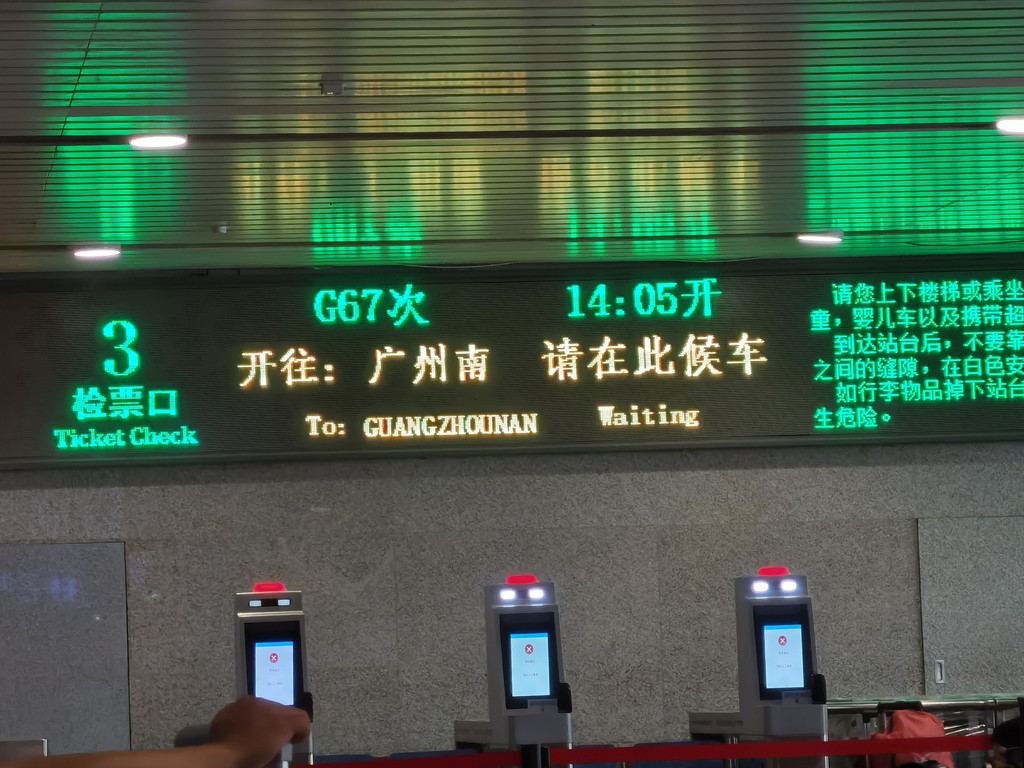 3
检票口
Ticket Check
G67次
14:05开
开往：广州南
请在此候车
To: GUANGZHOUNAN
Waiting
请您上下楼梯或乘坐
童，婴儿车以及携带超
到达站台后，不要靠
之间的缝隙，在白色安
如行李物品掉下站台
生危险。